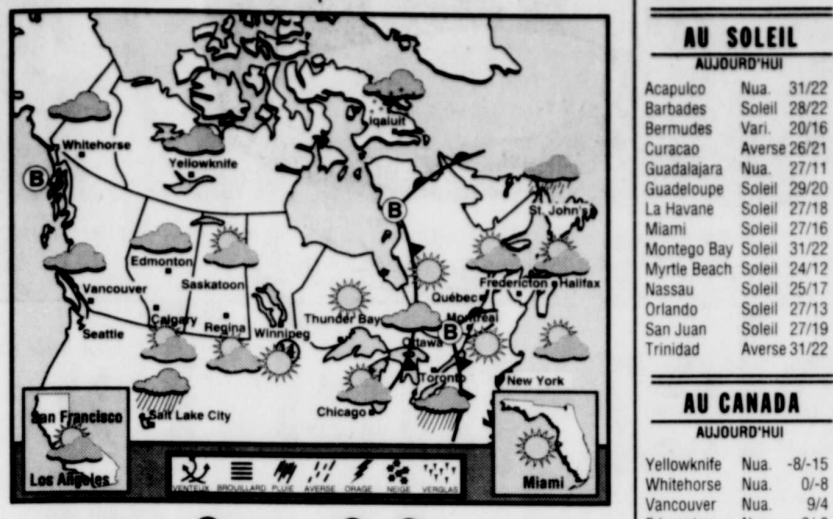 B
Whitehorse
Yellowknife
Iqaluit
B
St. John's
Edmonton
Saskatoon
Vancouver
Calgary
Regina
Winnipeg
Thunder Bay
Québec
Fredericton
Halifax
Montréal
B
Ottawa
Seattle
Toronto
New York
Chicago
Salt Lake City
San Francisco
Los Angeles
Miami
VENTEUX BROUILLARD PLUIE AVERSE ORAGE NEIGE VERGLAS
AU SOLEIL
AUJOURD'HUI
Acapulco Nua. 31/22
Barbades Soleil 28/22
Bermudes Vari. 20/16
Curacao Averse 26/21
Guadalajara Nua. 27/11
Guadeloupe Soleil 29/20
La Havane Soleil 27/18
Miami Soleil 27/16
Montego Bay Soleil 31/22
Myrtle Beach Soleil 24/12
Nassau Soleil 25/17
Orlando Soleil 27/13
San Juan Soleil 27/19
Trinidad Averse 31/22
AU CANADA
AUJOURD'HUI
Yellowknife Nua. -8/-15
Whitehorse Nua. 0/-8
Vancouver Nua. 9/4